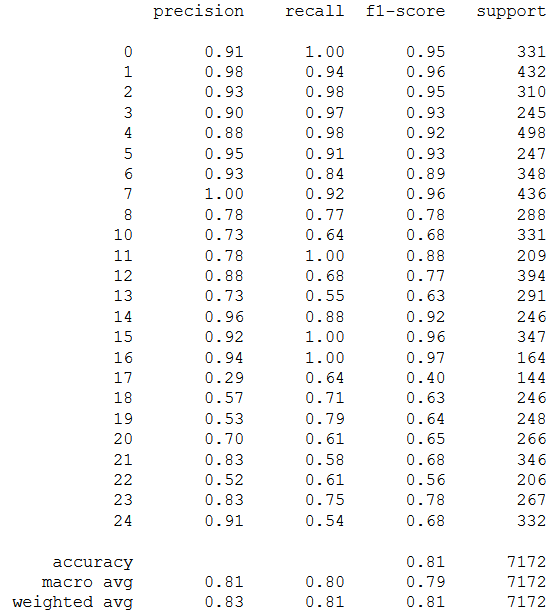 precision recall f1-score support
0 0.91 1.00 0.95 331
1 0.98 0.94 0.96 432
2 0.93 0.98 0.95 310
3 0.90 0.97 0.93 245
4 0.88 0.98 0.92 498
5 0.95 0.91 0.93 247
6 0.93 0.84 0.89 348
7 1.00 0.92 0.96 436
8 0.78 0.77 0.78 288
10 0.73 0.64 0.68 331
11 0.78 1.00 0.88 209
12 0.88 0.68 0.77 394
13 0.73 0.55 0.63 291
14 0.96 0.88 0.92 246
15 0.92 1.00 0.96 347
16 0.94 1.00 0.97 164
17 0.29 0.64 0.40 144
18 0.57 0.71 0.63 246
19 0.53 0.79 0.64 248
20 0.70 0.61 0.65 266
21 0.83 0.58 0.68 346
22 0.52 0.61 0.56 206
23 0.83 0.75 0.78 267
24 0.91 0.54 0.68 332
accuracy 0.81 7172
macro avg 0.81 0.80 0.79 7172
weighted avg 0.83 0.81 0.81 7172